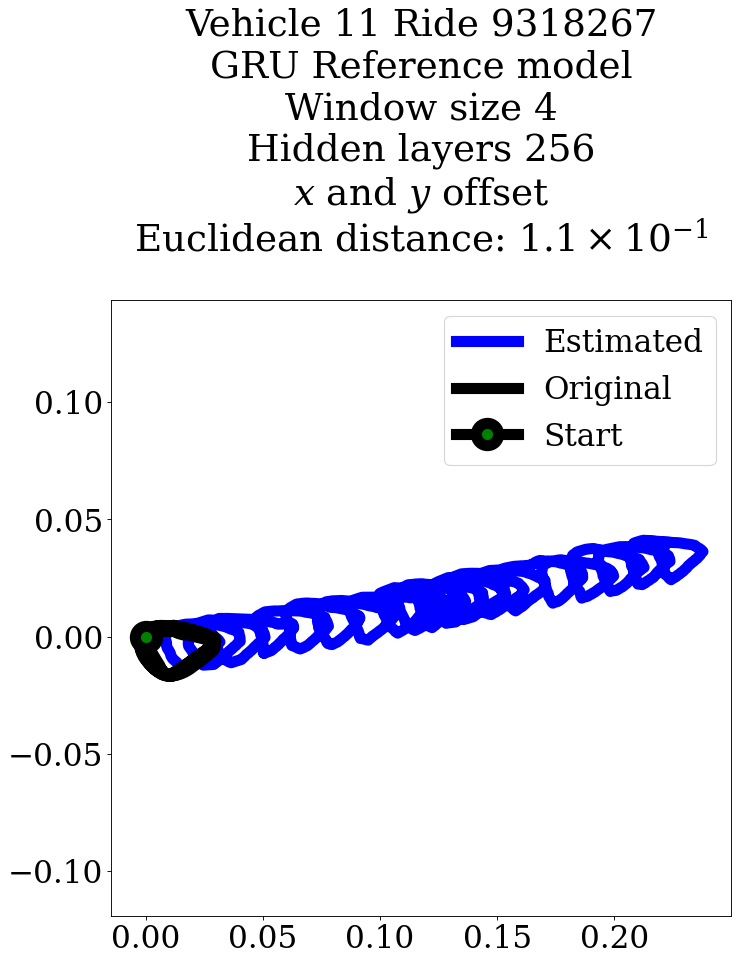 Vehicle 11 Ride 9318267
GRU Reference model
Window size 4
Hidden layers 256
x and y offset
Euclidean distance: 1.1 × 10⁻¹
Estimated
Original
Start
0.10
0.05
0.00
−0.05
−0.10
0.00 0.05 0.10 0.15 0.20